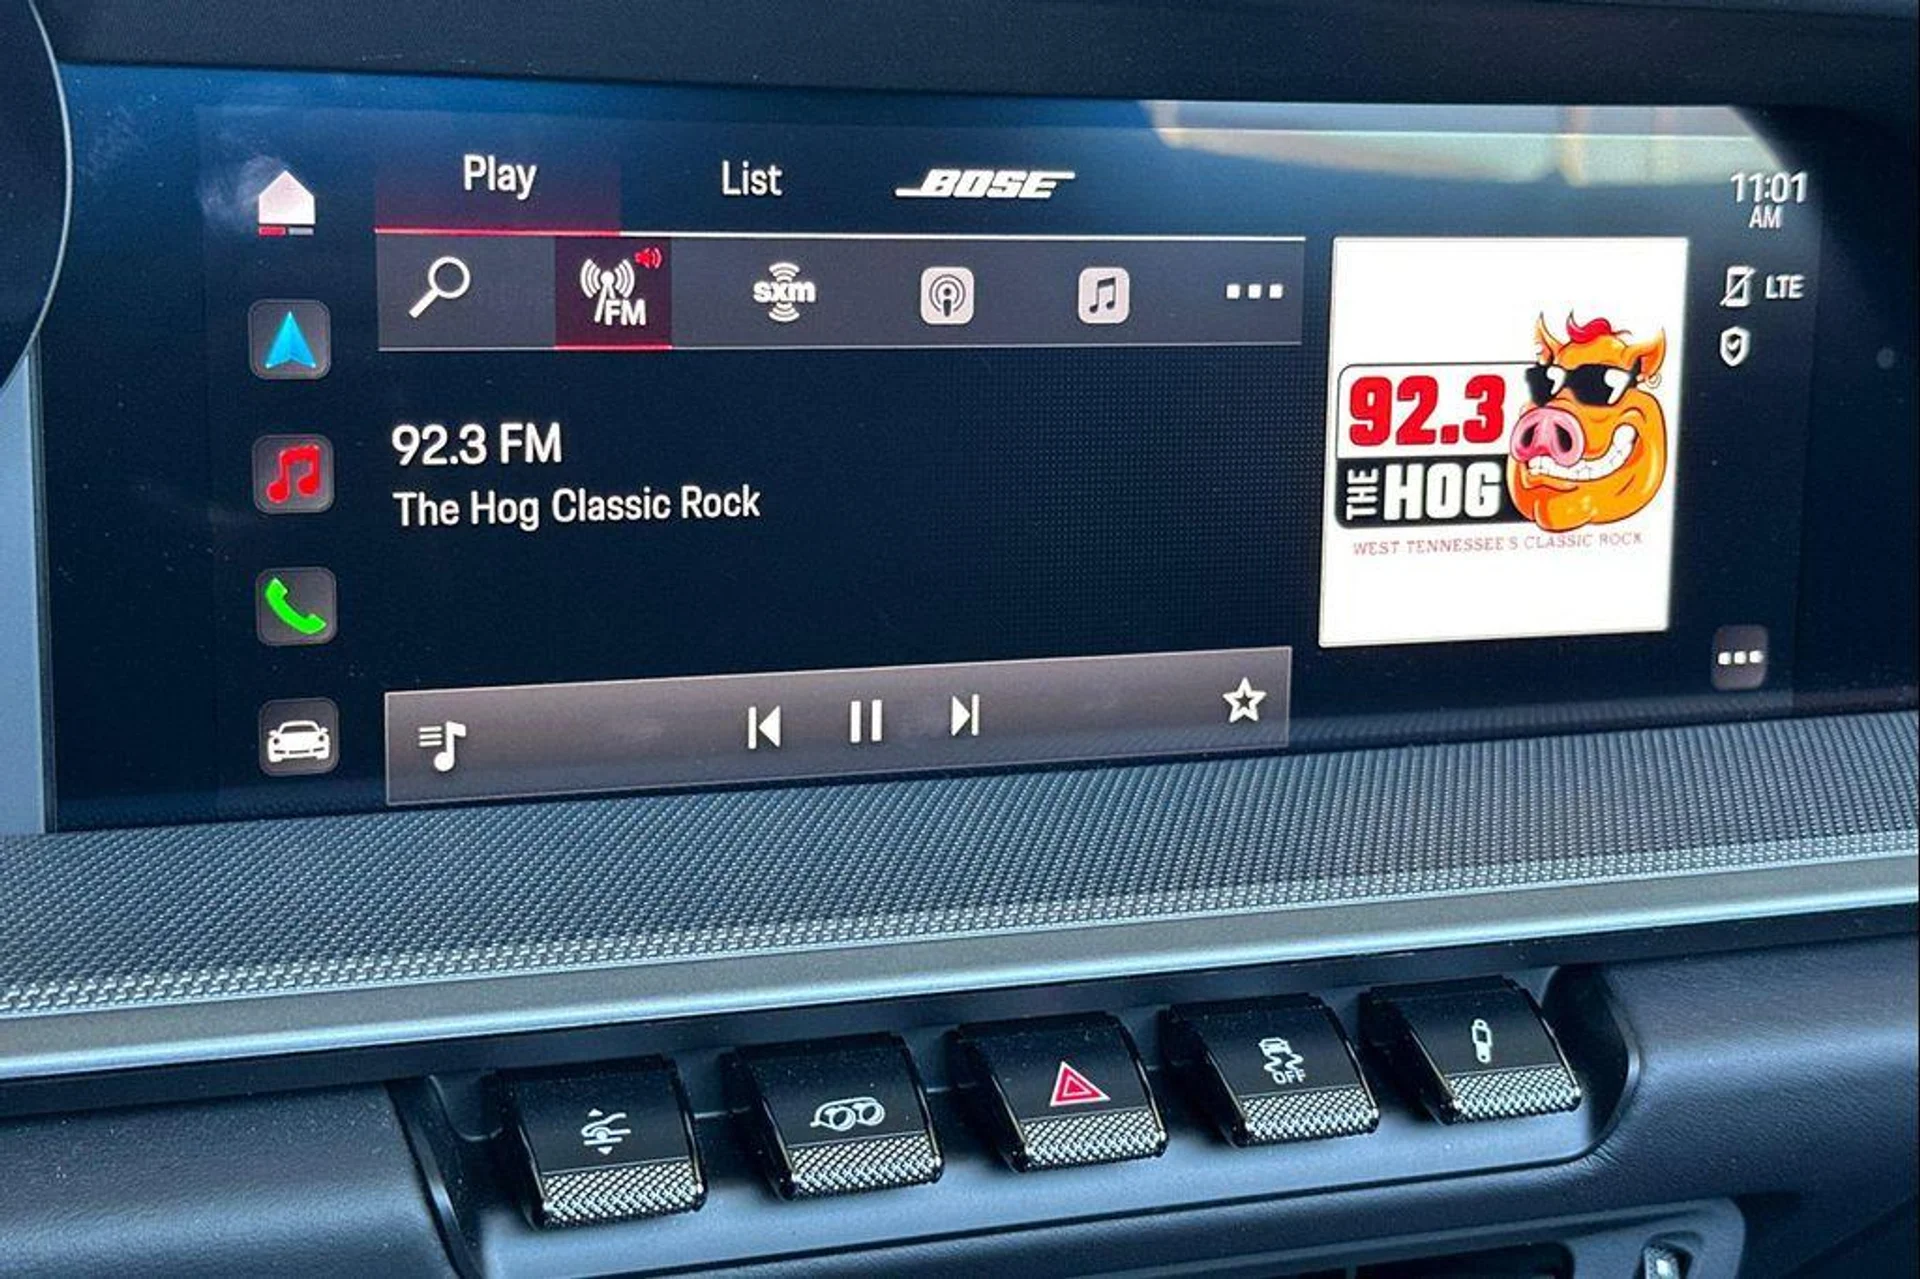 Play
List
BOSE
11:01
AM
FM
sxm
LTE
92.3 FM
The Hog Classic Rock
92.3
THE HOG
WEST TENNESSEE'S CLASSIC ROCK
OFF